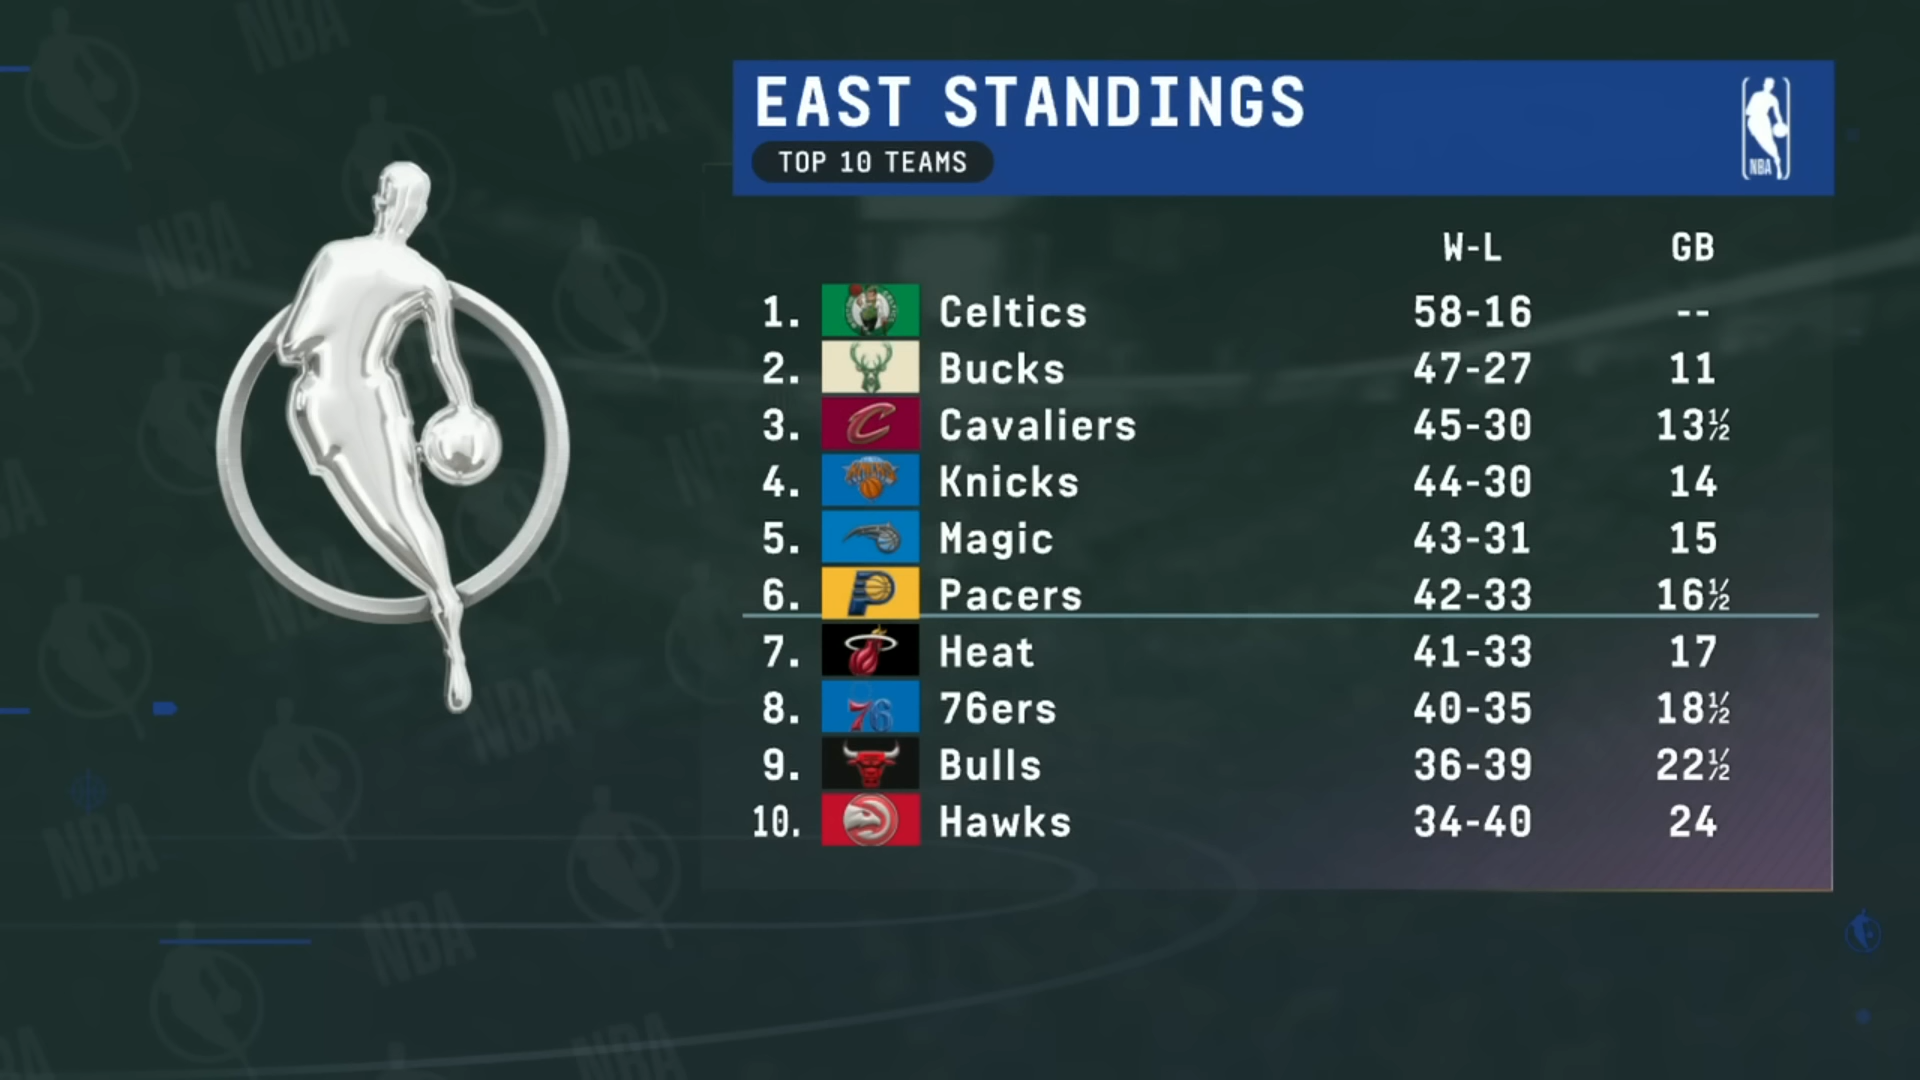 EAST STANDINGS
TOP 10 TEAMS
NBA
W-L GB
1. Celtics 58-16 --
2. Bucks 47-27 11
3. Cavaliers 45-30 13½
4. Knicks 44-30 14
5. Magic 43-31 15
6. Pacers 42-33 16½
7. Heat 41-33 17
8. 76 76ers 40-35 18½
9. Bulls 36-39 22½
10. Hawks 34-40 24